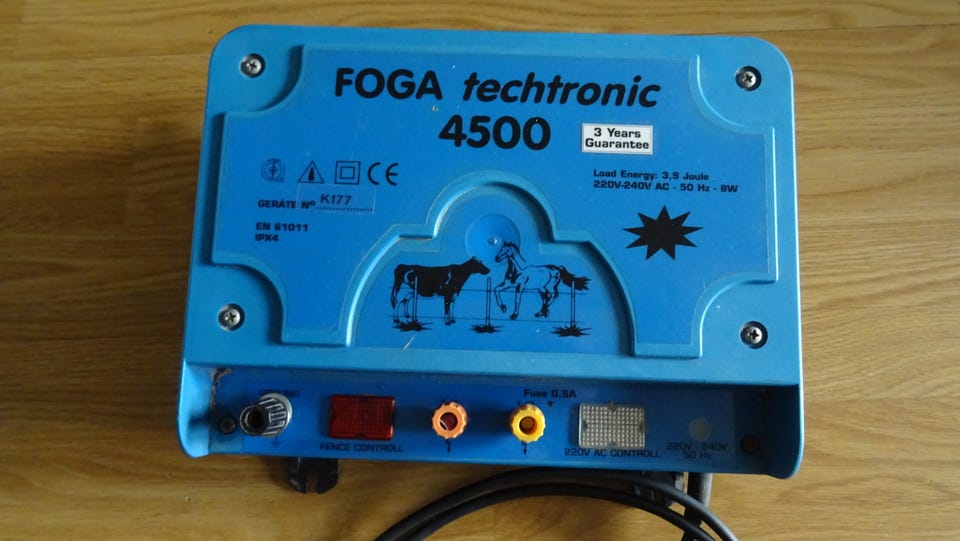 FOGA techtronic
4500
3 Years
Guarantee
CE
GERÄTE Nº K177
EN 61011
IPX4
Load Energy: 3,9 Joule
220V-240V AC - 50 Hz - 8W
GROUND
Fuse 0,5A
FENCE CONTROLL
220V AC CONTROLL
220V - 240V
50 Hz